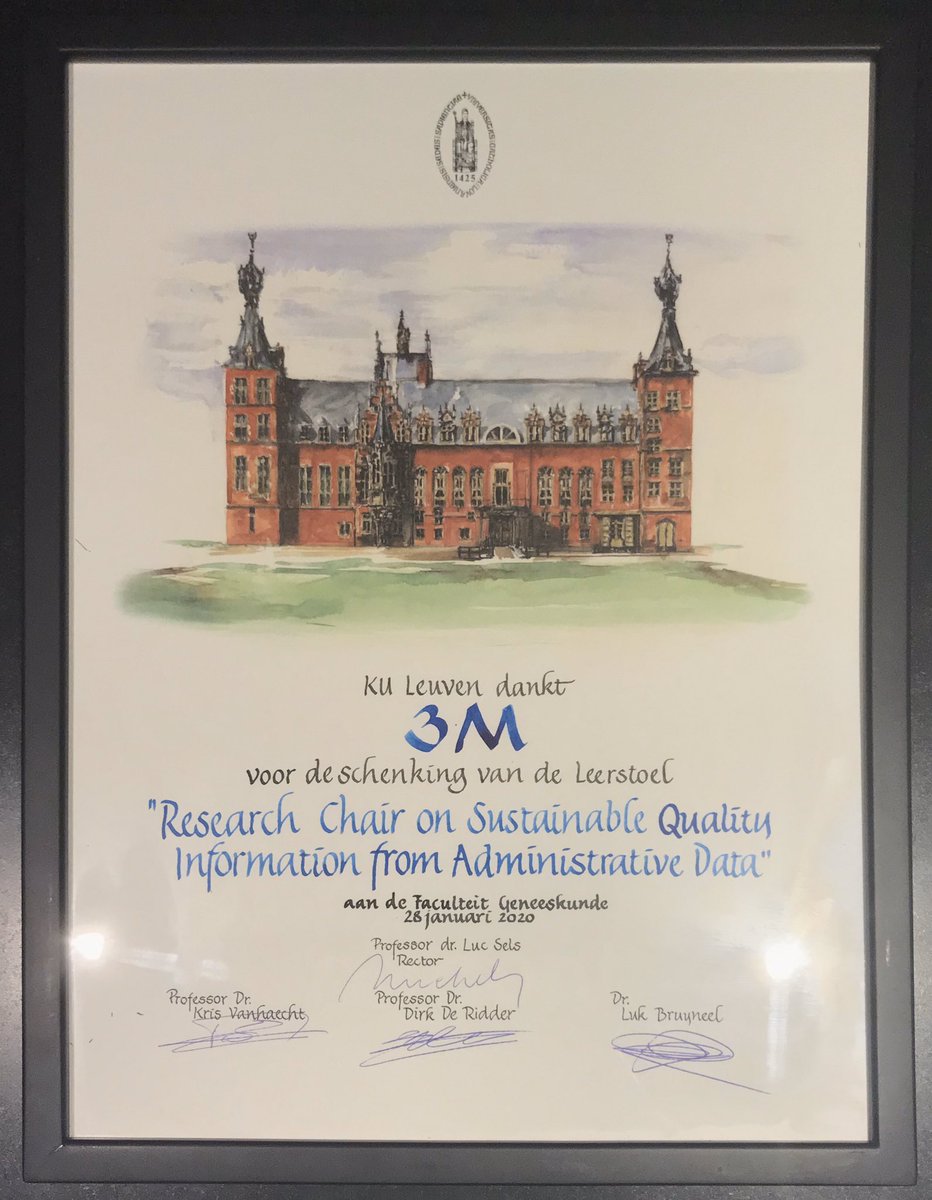 1425
KU Leuven dankt
3M
voor de schenking van de Leerstoel
"Research Chair on Sustainable Quality
Information from Administrative Data"
aan de Faculteit Geneeskunde
28 januari 2020
Professor dr. Luc Sels
Rector
Professor Dr.
Kris Vanhaecht
Professor Dr.
Dirk De Ridder
Dr.
Luk Bruyneel